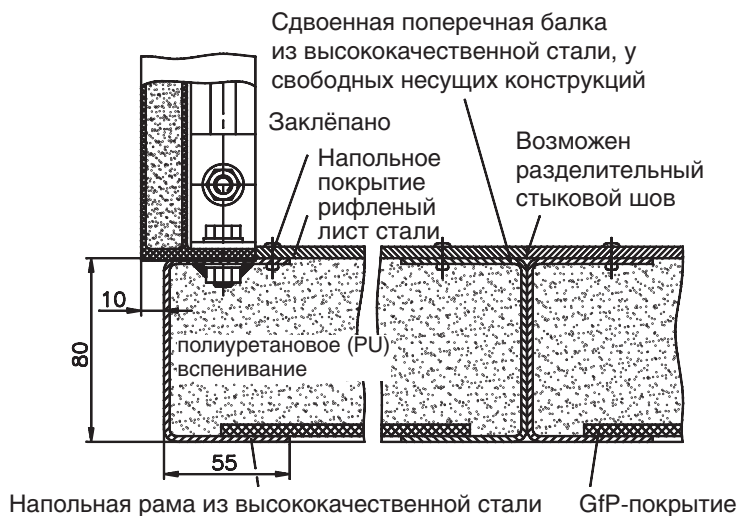 Сдвоенная поперечная балка
из высококачественной стали, у
свободных несущих конструкций
Заклёпано
Напольное
покрытие
рифленый
лист стали
Возможен
разделительный
стыковой шов
10
80
полиуретановое (PU)
вспенивание
55
Напольная рама из высококачественной стали
GfP-покрытие